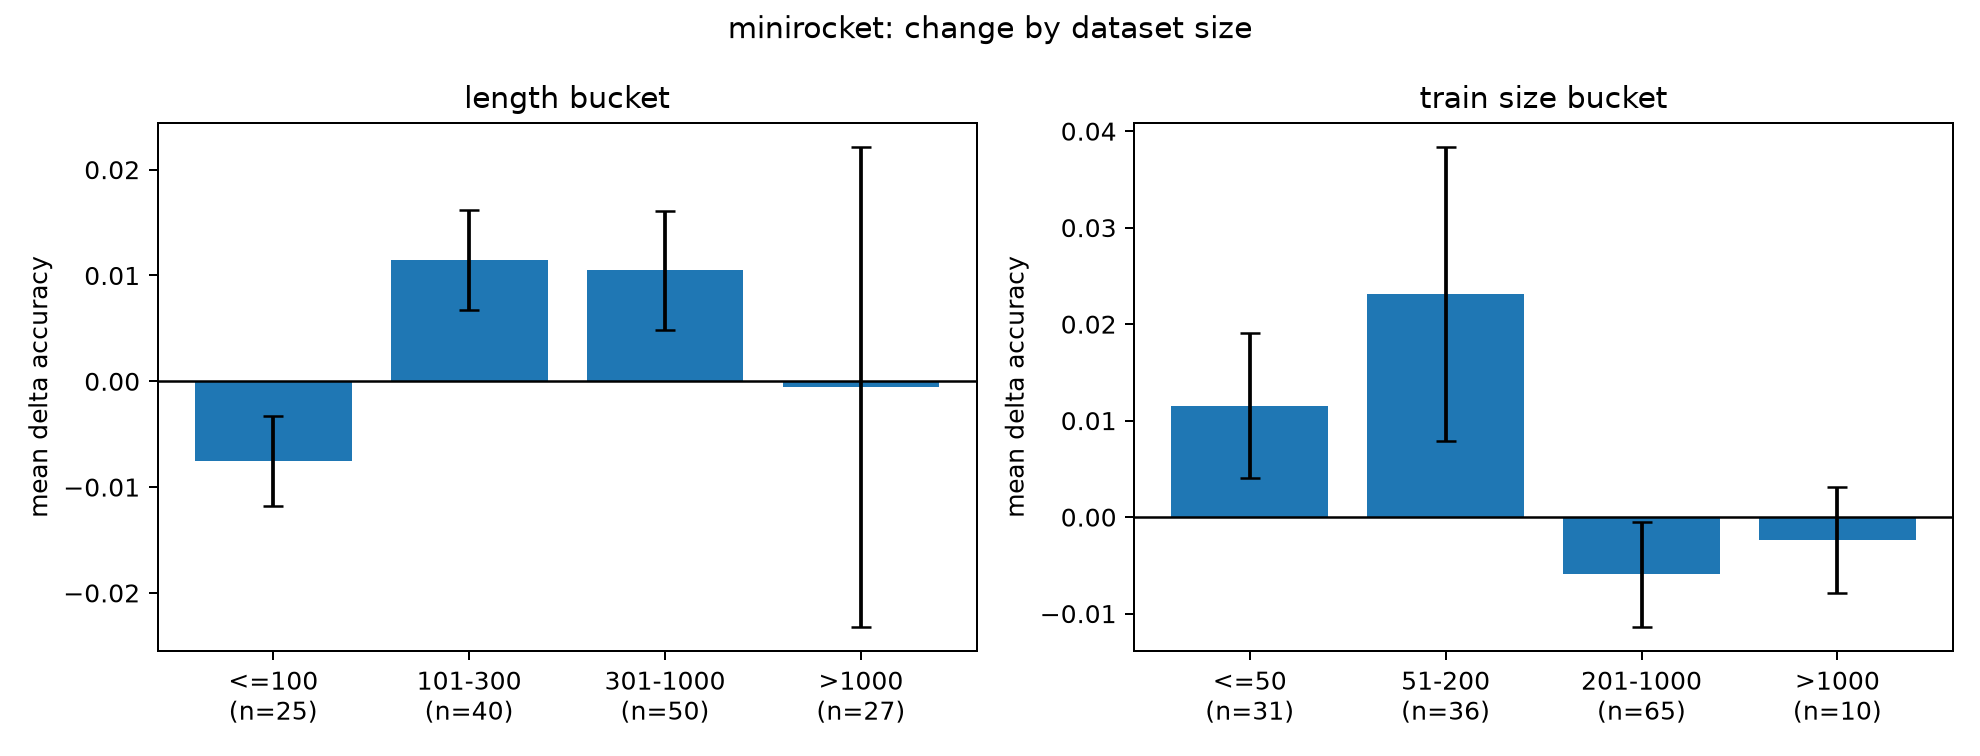 minirocket: change by dataset size
length bucket
mean delta accuracy
0.02
0.01
0.00
−0.01
−0.02
<=100
(n=25)
101-300
(n=40)
301-1000
(n=50)
>1000
(n=27)
train size bucket
mean delta accuracy
0.04
0.03
0.02
0.01
0.00
−0.01
<=50
(n=31)
51-200
(n=36)
201-1000
(n=65)
>1000
(n=10)